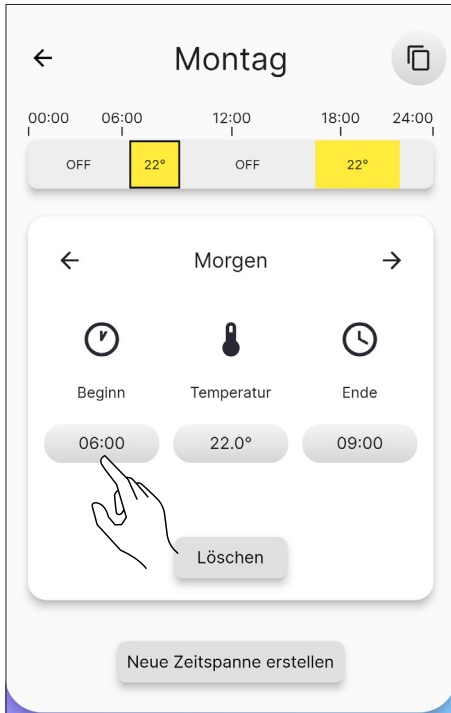 Montag
00:00 06:00 12:00 18:00 24:00
OFF 22° OFF 22°
Morgen
Beginn Temperatur Ende
06:00 22.0° 09:00
Löschen
Neue Zeitspanne erstellen